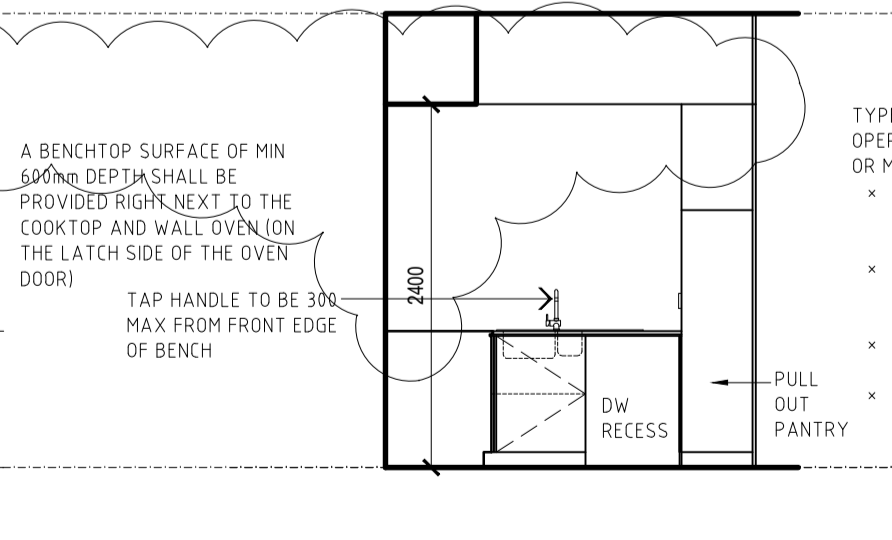 A BENCHTOP SURFACE OF MIN
600mm DEPTH SHALL BE
PROVIDED RIGHT NEXT TO THE
COOKTOP AND WALL OVEN (ON
THE LATCH SIDE OF THE OVEN
DOOR)
TAP HANDLE TO BE 300
MAX FROM FRONT EDGE
OF BENCH
2400
DW
RECESS
PULL
OUT
PANTRY
OR M